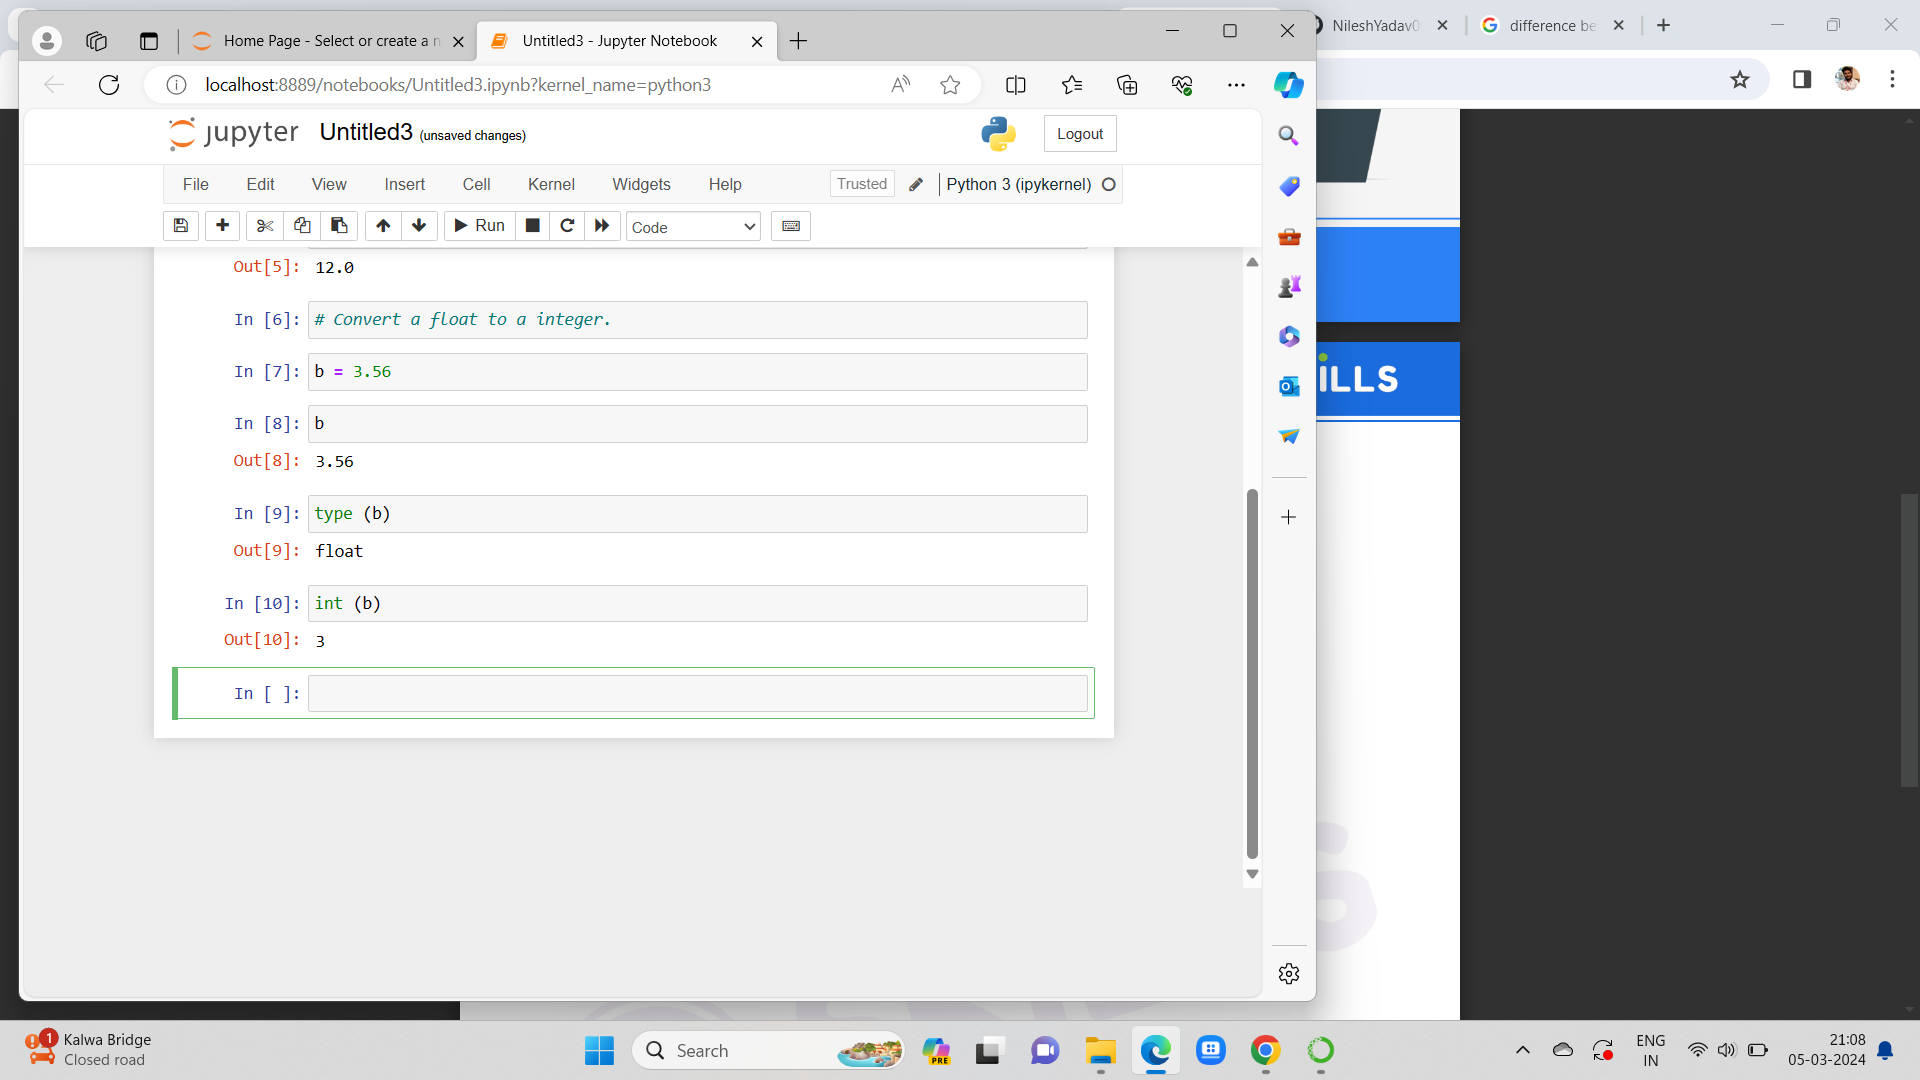 Home Page - Select or create a n
Untitled3 - Jupyter Notebook
NileshYadav0
difference be
localhost:8889/notebooks/Untitled3.ipynb?kernel_name=python3
jupyter Untitled3 (unsaved changes)
Logout
File Edit View Insert Cell Kernel Widgets Help
Trusted
Python 3 (ipykernel)
Run
Code
Out[5]: 12.0
In [6]: # Convert a float to a integer.
In [7]: b = 3.56
In [8]: b
Out[8]: 3.56
In [9]: type (b)
Out[9]: float
In [10]: int (b)
Out[10]: 3
In [ ]:
iLLS
1
Kalwa Bridge
Closed road
Search
PRE
ENG
IN
21:08
05-03-2024